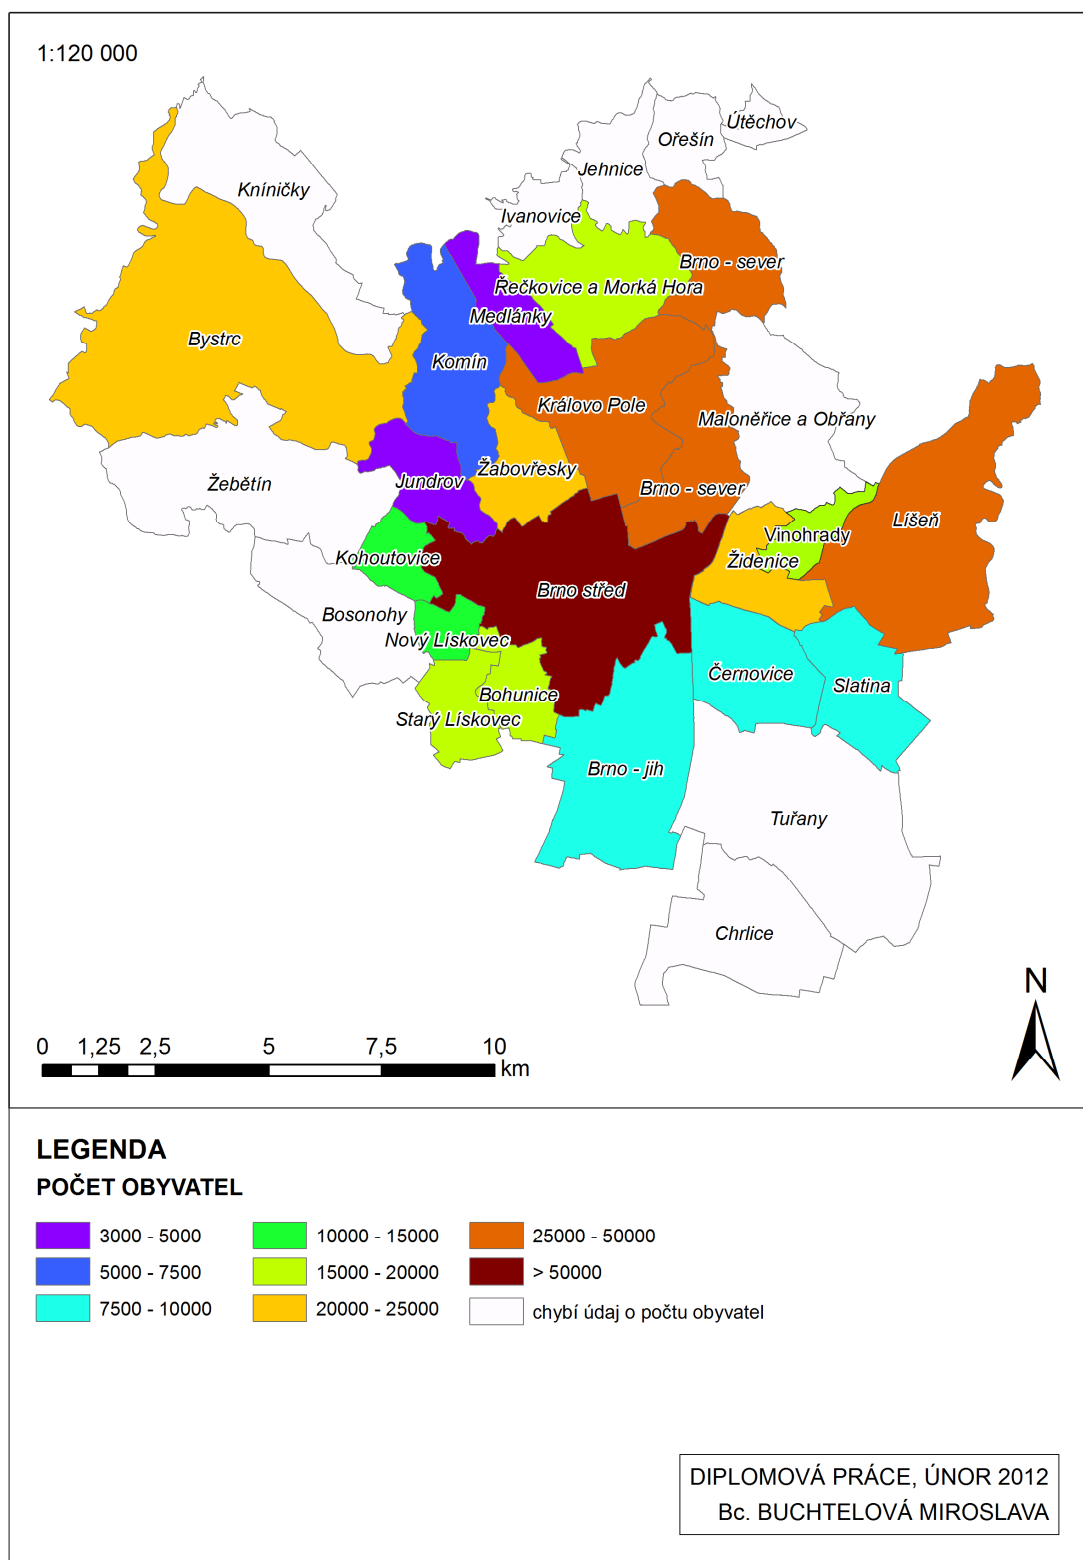 1:120 000
Útěchov
Ořešín
Jehnice
Kníničky
Ivanovice
Brno - sever
Řečkovice a Morká Hora
Medlánky
Bystrc
Komín
Královo Pole
Maloněřice a Obřany
Žabovřesky
Jundrov
Žebětín
Brno - sever
Líšeň
Vinohrady
Kohoutovice
Židenice
Brno střed
Bosonohy
Nový Lískovec
Černovice
Slatina
Bohunice
Starý Lískovec
Brno - jih
Tuřany
Chrlice
N
0 1,25 2,5 5 7,5 10
km
LEGENDA
POČET OBYVATEL
3000 - 5000
5000 - 7500
7500 - 10000
10000 - 15000
15000 - 20000
20000 - 25000
25000 - 50000
> 50000
chybí údaj o počtu obyvatel
DIPLOMOVÁ PRÁCE, ÚNOR 2012
Bc. BUCHTELOVÁ MIROSLAVA